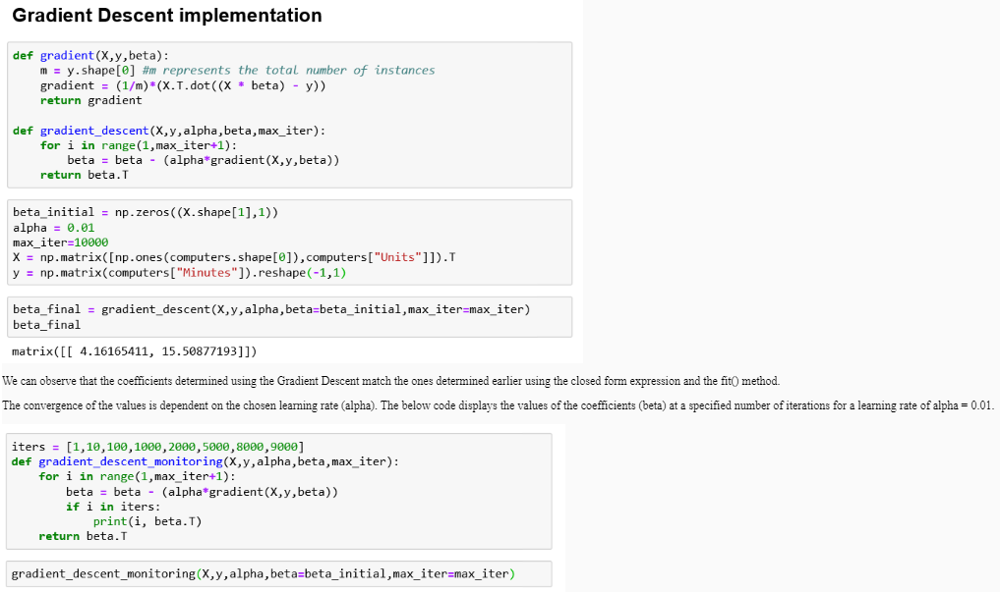 Gradient Descent implementation
def gradient(X,y,beta):
    m = y.shape[0] #m represents the total number of instances
    gradient = (1/m)*(X.T.dot((X * beta) - y))
    return gradient
def gradient_descent(X,y,alpha,beta,max_iter):
    for i in range(1,max_iter+1):
        beta = beta - (alpha*gradient(X,y,beta))
    return beta.T
beta_initial = np.zeros((X.shape[1],1))
alpha = 0.01
max_iter=10000
X = np.matrix([np.ones(computers.shape[0]),computers["Units"]]).T
y = np.matrix(computers["Minutes"]).reshape(-1,1)
beta_final = gradient_descent(X,y,alpha,beta=beta_initial,max_iter=max_iter)
beta_final
matrix([[ 4.16165411, 15.50877193]])
We can observe that the coefficients determined using the Gradient Descent match the ones determined earlier using the closed form expression and the fit() method.
The convergence of the values is dependent on the chosen learning rate (alpha). The below code displays the values of the coefficients (beta) at a specified number of iterations for a learning rate of alpha = 0.01.
iters = [1,10,100,1000,2000,5000,8000,9000]
def gradient_descent_monitoring(X,y,alpha,beta,max_iter):
    for i in range(1,max_iter+1):
        beta = beta - (alpha*gradient(X,y,beta))
        if i in iters:
            print(i, beta.T)
    return beta.T
gradient_descent_monitoring(X,y,alpha,beta=beta_initial,max_iter=max_iter)